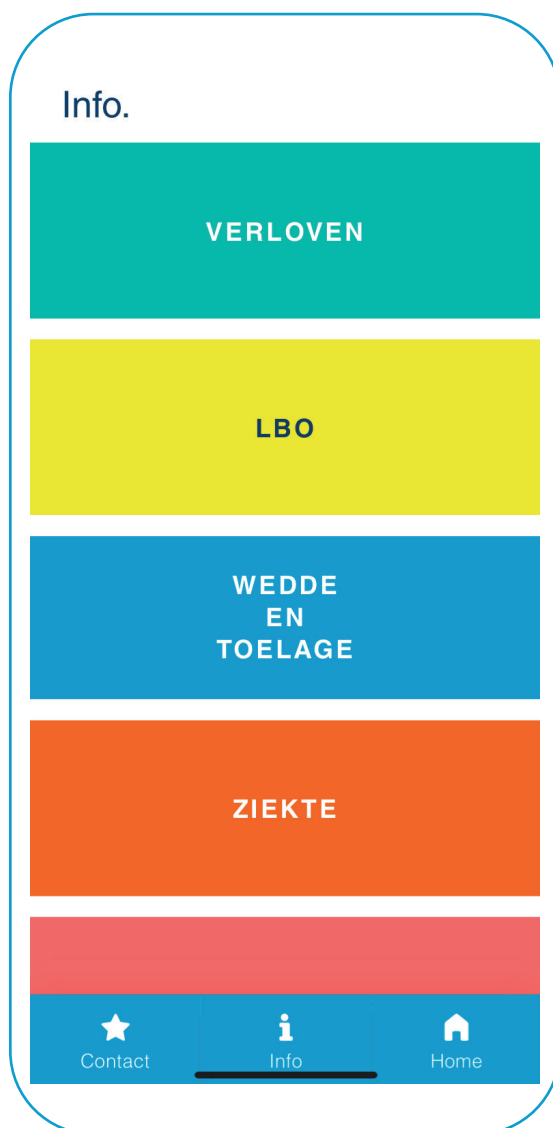 Info.
VERLOVEN
LBO
WEDDE
EN
TOELAGE
ZIEKTE
Contact
Info
Home